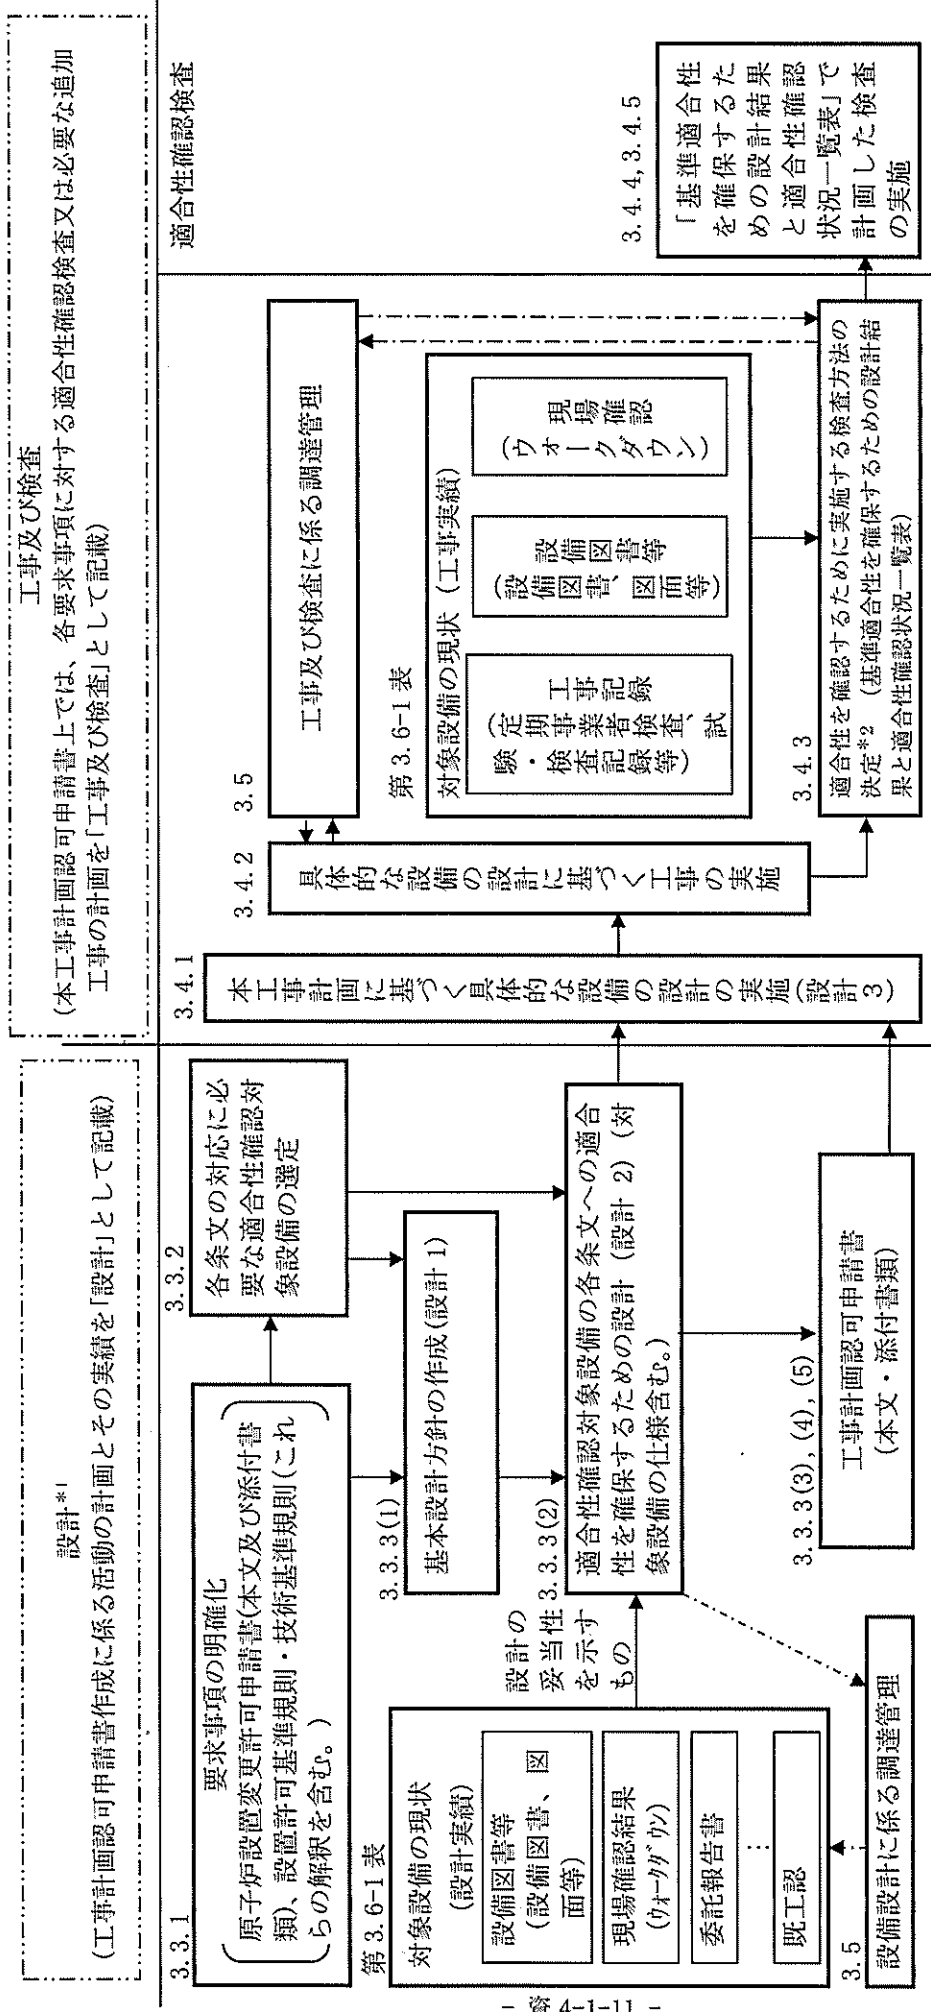 設計*1
(工事計画認可申請書作成に係る活動の計画とその実績を「設計」として記載)
工事及び検査
(本工事計画認可申請書上では、各要求事項に対する適合性確認検査又は必要な追加
工事の計画を「工事及び検査」として記載)
3.3.1
要求事項の明確化
原子炉設置変更許可申請書(本文及び添付書
類)、設置許可基準規則・技術基準規則(これ
らの解釈を含む。)
3.3.2
各条文の対応に必
要な適合性確認対
象設備の選定
3.3.3(1)
基本設計方針の作成(設計1)
第3.6-1表
対象設備の現状
(設計実績)
設備図書等
(設備図書、図
面等)
現場確認結果
(ウォークダウン)
委託報告書
既工認
設計の
妥当性
を示す
もの
3.3.3(2)
適合性確認対象設備の各条文への適合
性を確保するための設計(設計2)(対
象設備の仕様含む。)
3.5
設備設計に係る調達管理
3.3.3(3),(4),(5)
工事計画認可申請書
(本文・添付書類)
3.4.1
本工事計画に基づく具体的な設備の設計の実施(設計3)
3.4.2
具体的な設備の設計に基づく工事の実施
3.5
工事及び検査に係る調達管理
第3.6-1表
対象設備の現状(工事実績)
工事記録
(定期事業者検査、試
験・検査記録等)
設備図書等
(設備図書、図面等)
現場確認
(ウォークダウン)
3.4.3
適合性を確認するために実施する検査方法の
決定*2 (基準適合性を確保するための設計結
果と適合性確認状況一覧表)
適合性確認検査
3.4.4,3.4.5
「基準適合性
を確保するた
めの設計結果
と適合性確認
状況一覧表」で
計画した検査
の実施
- 資 4-1-11 -